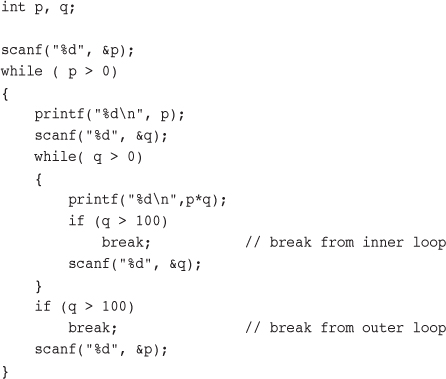 int p, q;

scanf("%d", &p);
while ( p > 0)
{
    printf("%d\n", p);
    scanf("%d", &q);
    while( q > 0)
    {
        printf("%d\n",p*q);
        if (q > 100)
            break;           // break from inner loop
        scanf("%d", &q);
    }
    if (q > 100)
        break;               // break from outer loop
    scanf("%d", &p);
}